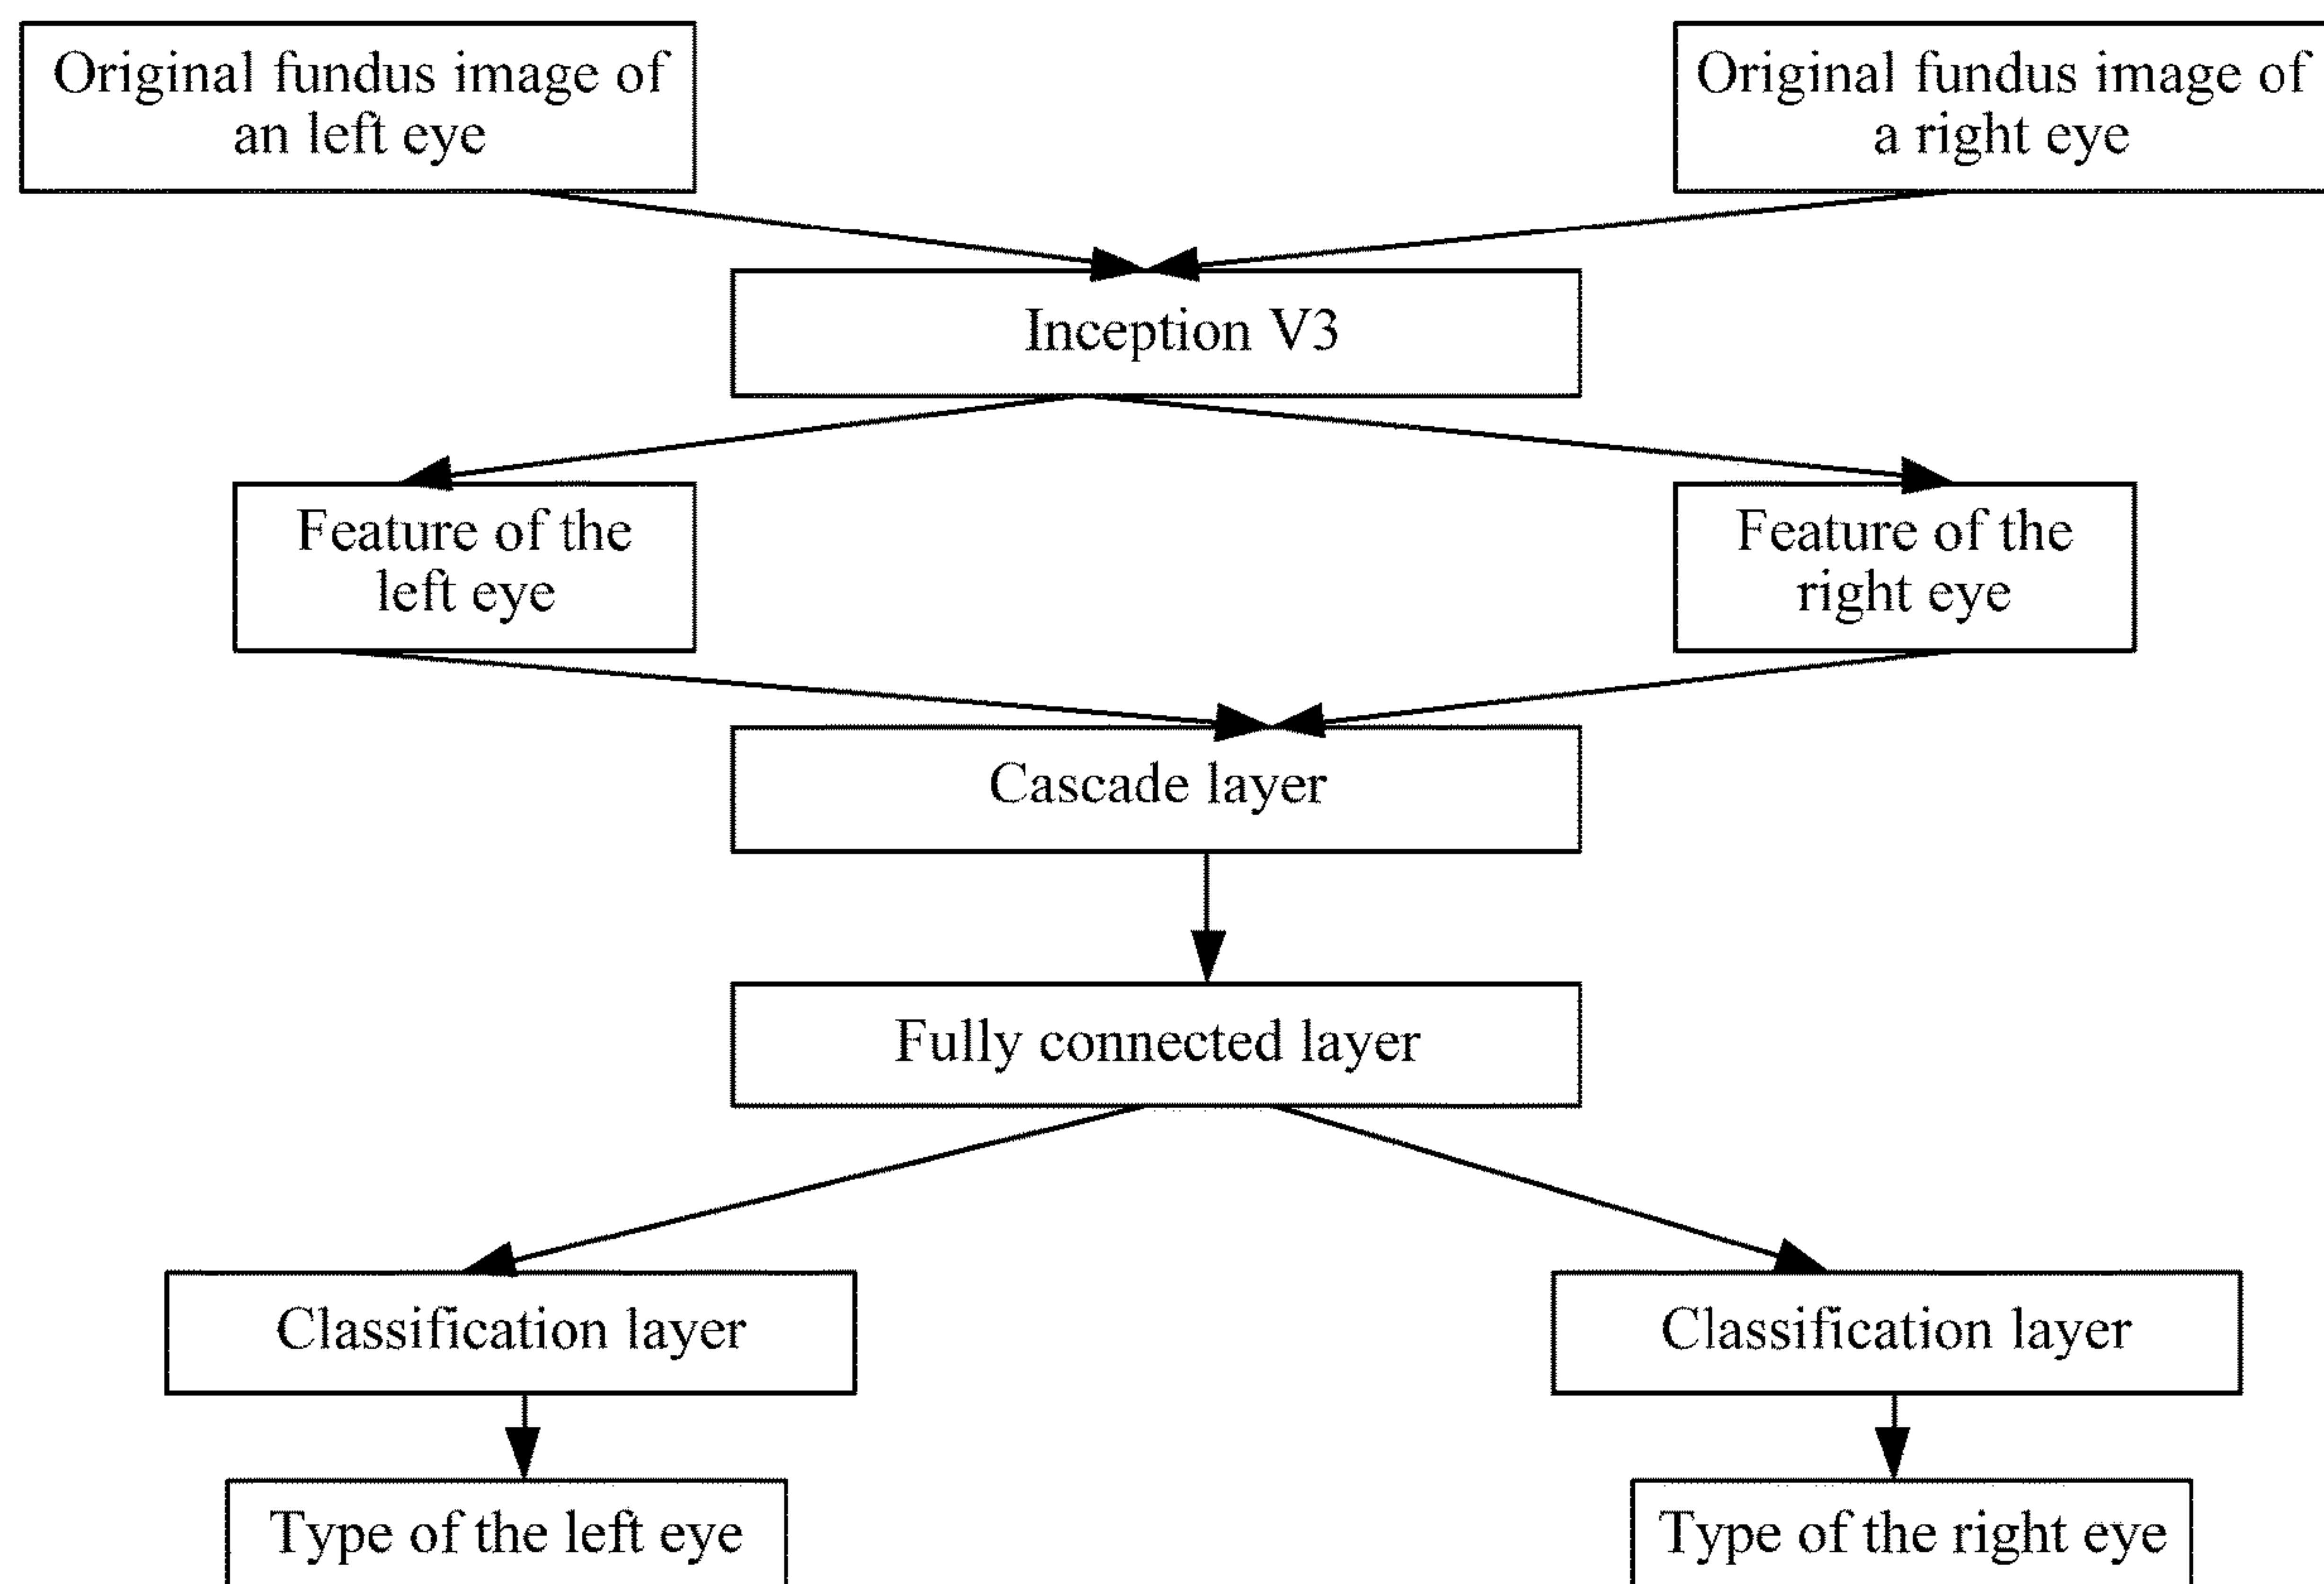 Original fundus image of
an left eye
Original fundus image of
a right eye
Inception V3
Feature of the
left eye
Feature of the
right eye
Cascade layer
Fully connected layer
Classification layer
Classification layer
Type of the left eye
Type of the right eye